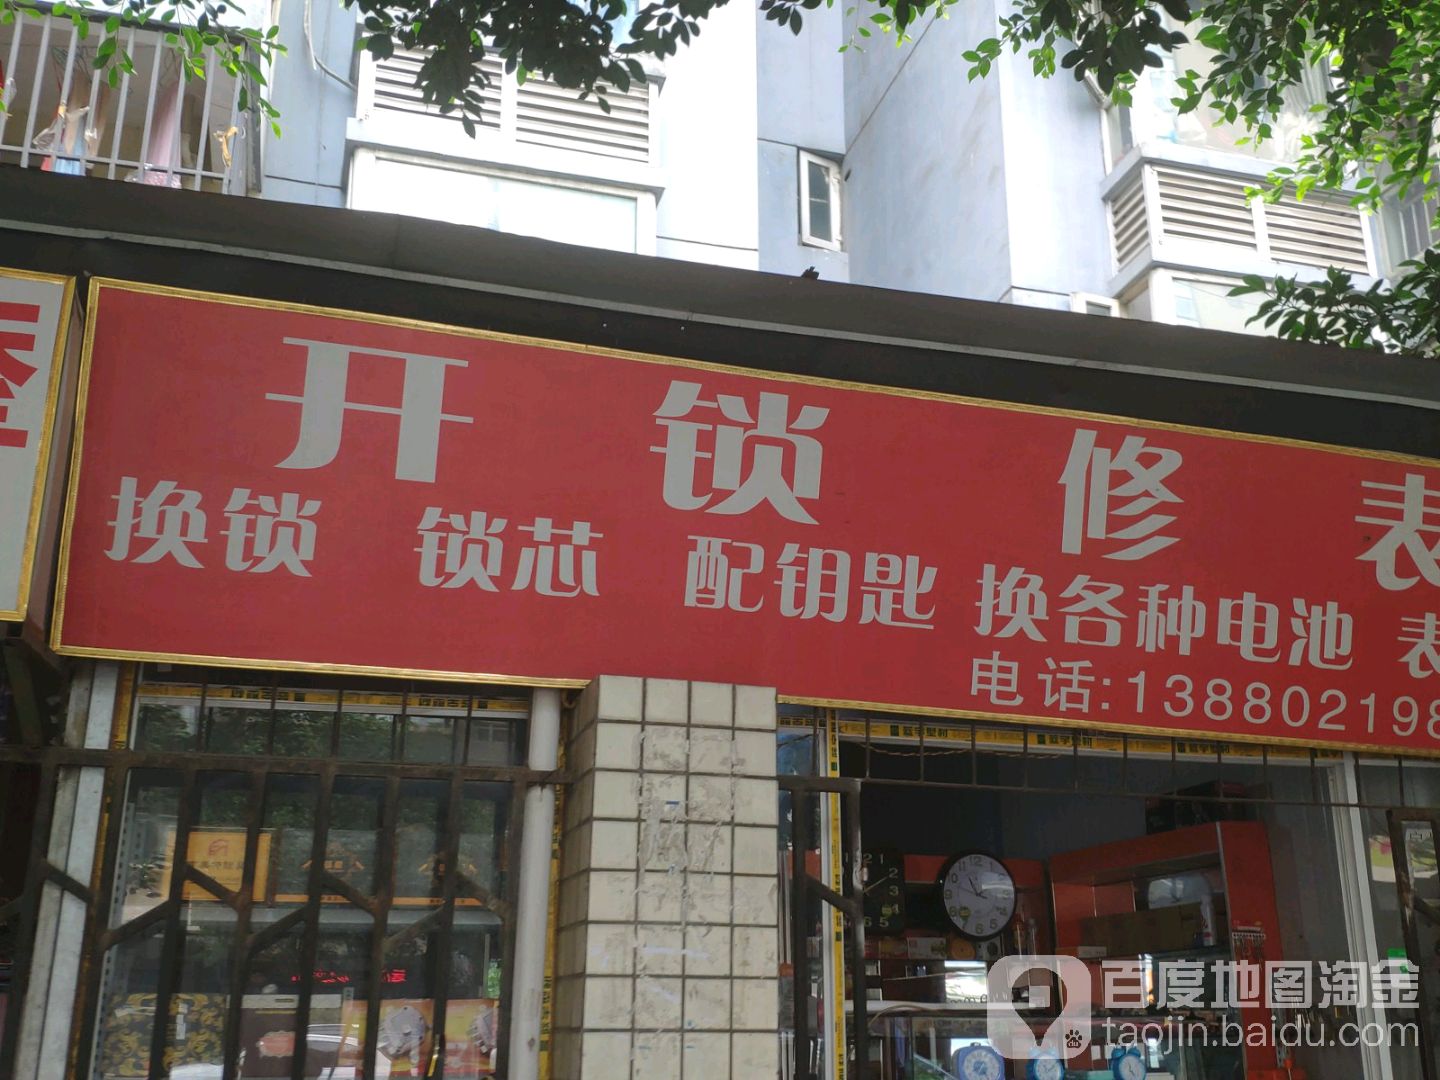 开锁修表
换锁 锁芯 配钥匙 换各种电池 表
电话:138802198
百度地图淘金
taojin.baidu.com